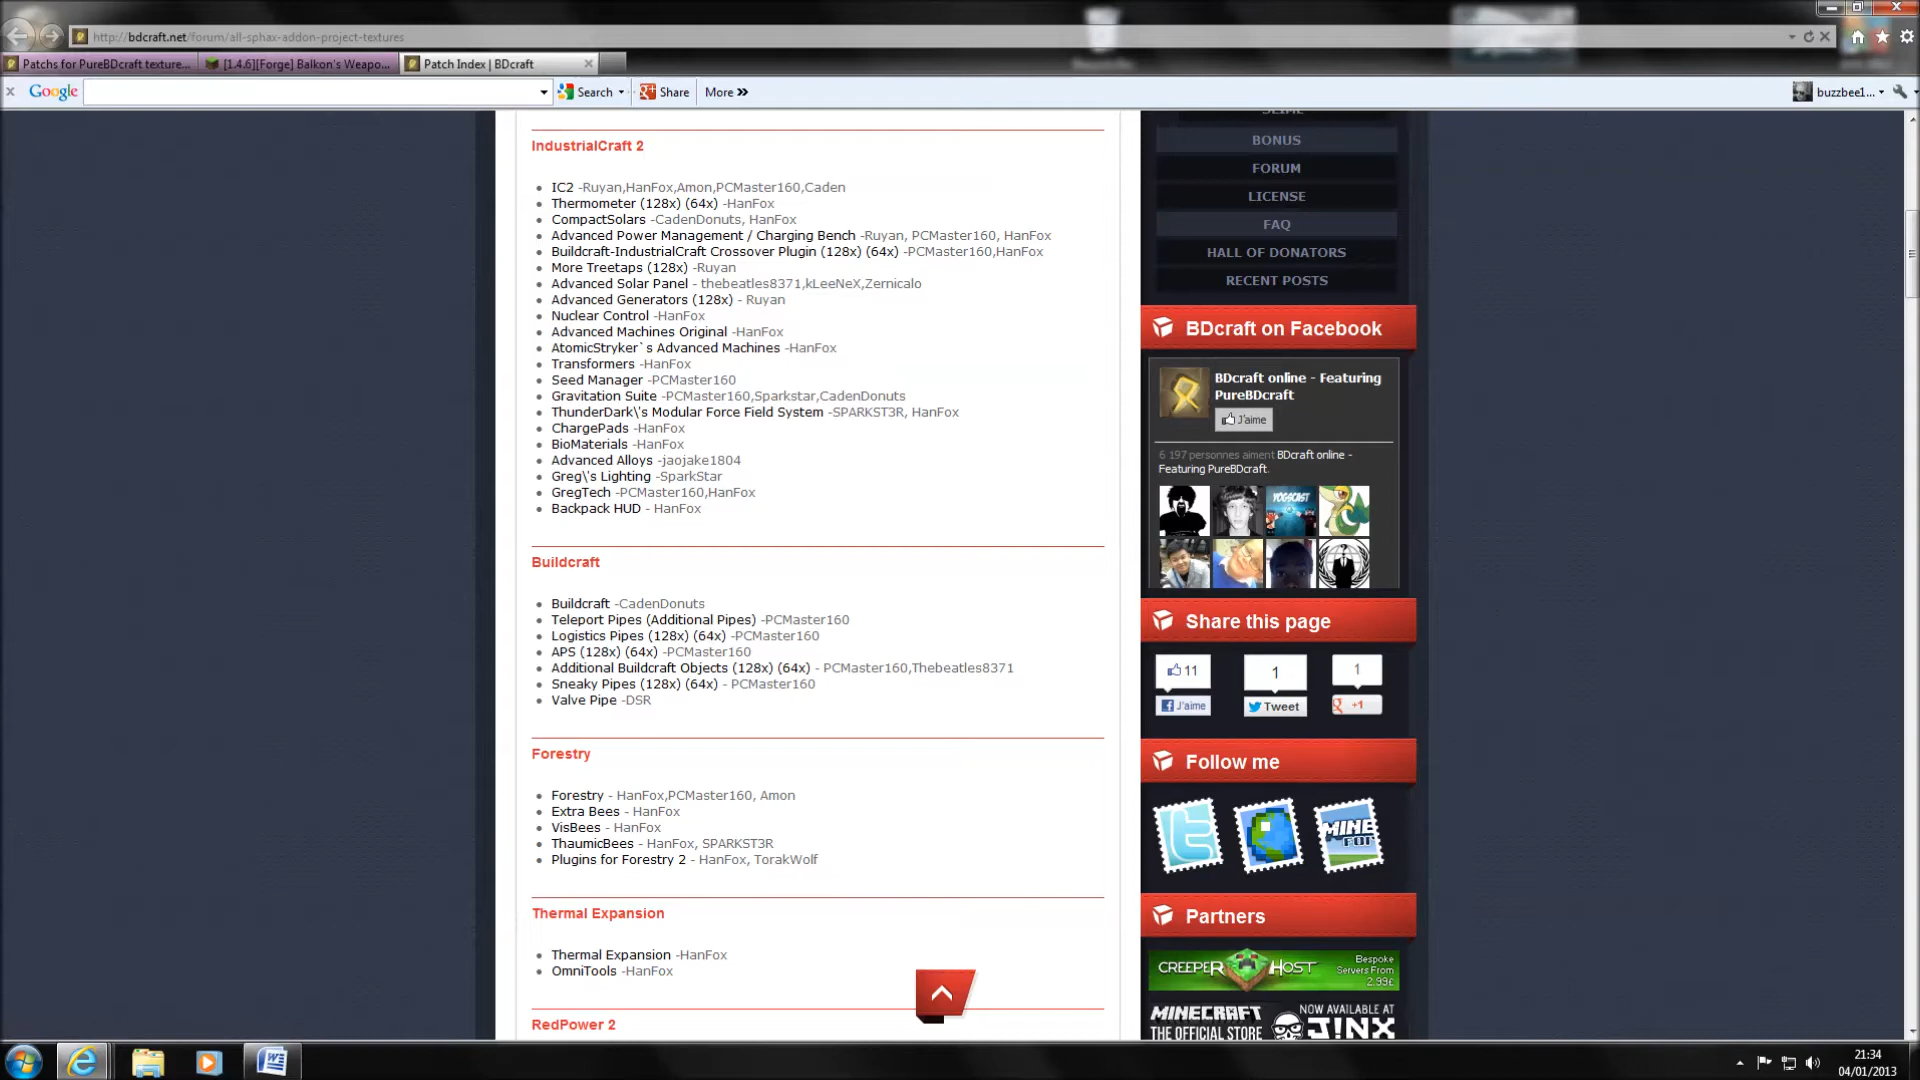 http://bdcraft.net/forum/all-sphax-addon-project-textures
Patchs for PureBDcraft texture...
[1.4.6][Forge] Balkon's Weapo...
Patch Index | BDcraft
Google
Search
Share
More »
buzzbee1...
IndustrialCraft 2
IC2 -Ruyan,HanFox,Amon,PCMaster160,Caden
Thermometer (128x) (64x) -HanFox
CompactSolars -CadenDonuts, HanFox
Advanced Power Management / Charging Bench -Ruyan, PCMaster160, HanFox
Buildcraft-IndustrialCraft Crossover Plugin (128x) (64x) -PCMaster160,HanFox
More Treetaps (128x) -Ruyan
Advanced Solar Panel - thebeatles8371,kLeeNeX,Zernicalo
Advanced Generators (128x) - Ruyan
Nuclear Control -HanFox
Advanced Machines Original -HanFox
AtomicStryker`s Advanced Machines -HanFox
Transformers -HanFox
Seed Manager -PCMaster160
Gravitation Suite -PCMaster160,Sparkstar,CadenDonuts
ThunderDark\'s Modular Force Field System -SPARKST3R, HanFox
ChargePads -HanFox
BioMaterials -HanFox
Advanced Alloys -jaojake1804
Greg\'s Lighting -SparkStar
GregTech -PCMaster160,HanFox
Backpack HUD - HanFox
Buildcraft
Buildcraft -CadenDonuts
Teleport Pipes (Additional Pipes) -PCMaster160
Logistics Pipes (128x) (64x) -PCMaster160
APS (128x) (64x) -PCMaster160
Additional Buildcraft Objects (128x) (64x) - PCMaster160,Thebeatles8371
Sneaky Pipes (128x) (64x) - PCMaster160
Valve Pipe -DSR
Forestry
Forestry - HanFox,PCMaster160, Amon
Extra Bees - HanFox
VisBees - HanFox
ThaumicBees - HanFox, SPARKST3R
Plugins for Forestry 2 - HanFox, TorakWolf
Thermal Expansion
Thermal Expansion -HanFox
OmniTools -HanFox
RedPower 2
SLIME
BONUS
FORUM
LICENSE
FAQ
HALL OF DONATORS
RECENT POSTS
BDcraft on Facebook
BDcraft online - Featuring
PureBDcraft
J'aime
6 197 personnes aiment BDcraft online -
Featuring PureBDcraft.
YOGSCAST
Share this page
11
1
1
J'aime
Tweet
+1
Follow me
MINE
FOR
Partners
CREEPER HOST
Bespoke
Servers From
2.99£
MINECRAFT
THE OFFICIAL STORE
NOW AVAILABLE AT
J!NX
21:34
04/01/2013